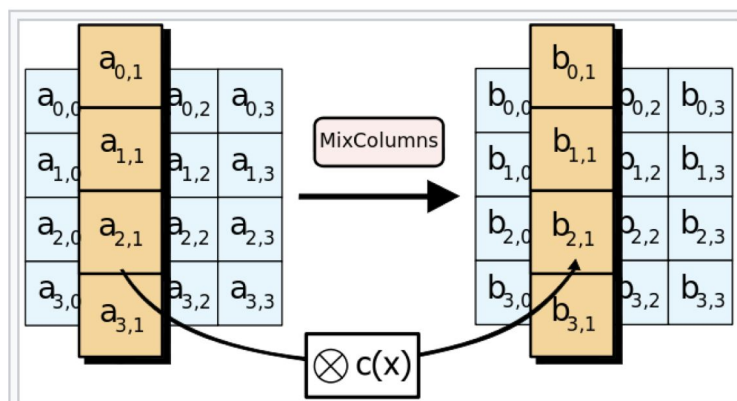 a0,1 b0,1
a0,0 a0,2 a0,3 b0,0 b0,2 b0,3
MixColumns
a1,1 b1,1
a1,0 a1,2 a1,3 b1,0 b1,2 b1,3
a2,1 b2,1
a2,0 a2,2 a2,3 b2,0 b2,2 b2,3
a3,0 a3,2 a3,3 b3,0 b3,2 b3,3
a3,1 b3,1
⊗ c(x)